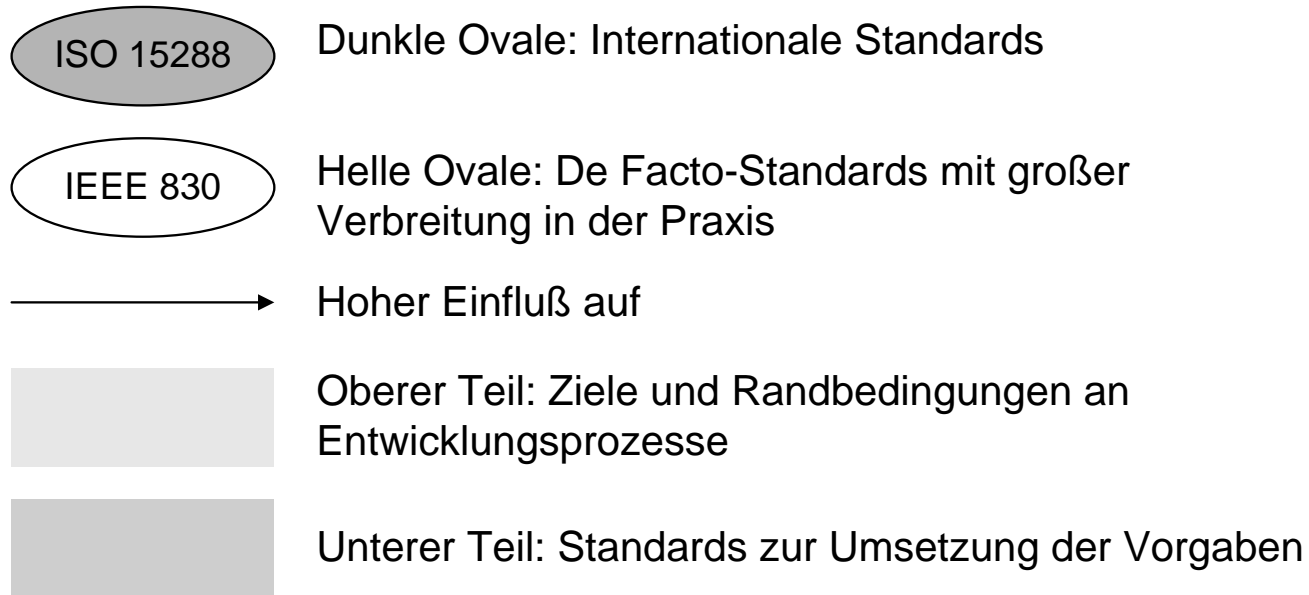 ISO 15288
Dunkle Ovale: Internationale Standards
IEEE 830
Helle Ovale: De Facto-Standards mit großer
Verbreitung in der Praxis
Hoher Einfluß auf
Oberer Teil: Ziele und Randbedingungen an
Entwicklungsprozesse
Unterer Teil: Standards zur Umsetzung der Vorgaben